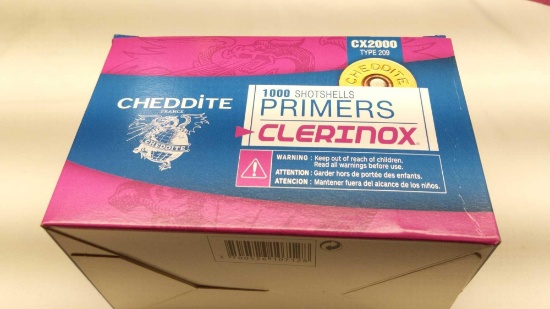 CX2000
TYPE 209
CHEDDITE
1000 SHOTSHELLS
PRIMERS
CLERINOX
CHEDDiTE
FRANCE
CHEDDITE
WARNING : Keep out of reach of children.
Read all warnings before use.
ATTENTION : Garder hors de portée des enfants.
ATENCION : Mantener fuera del alcance de los niños.